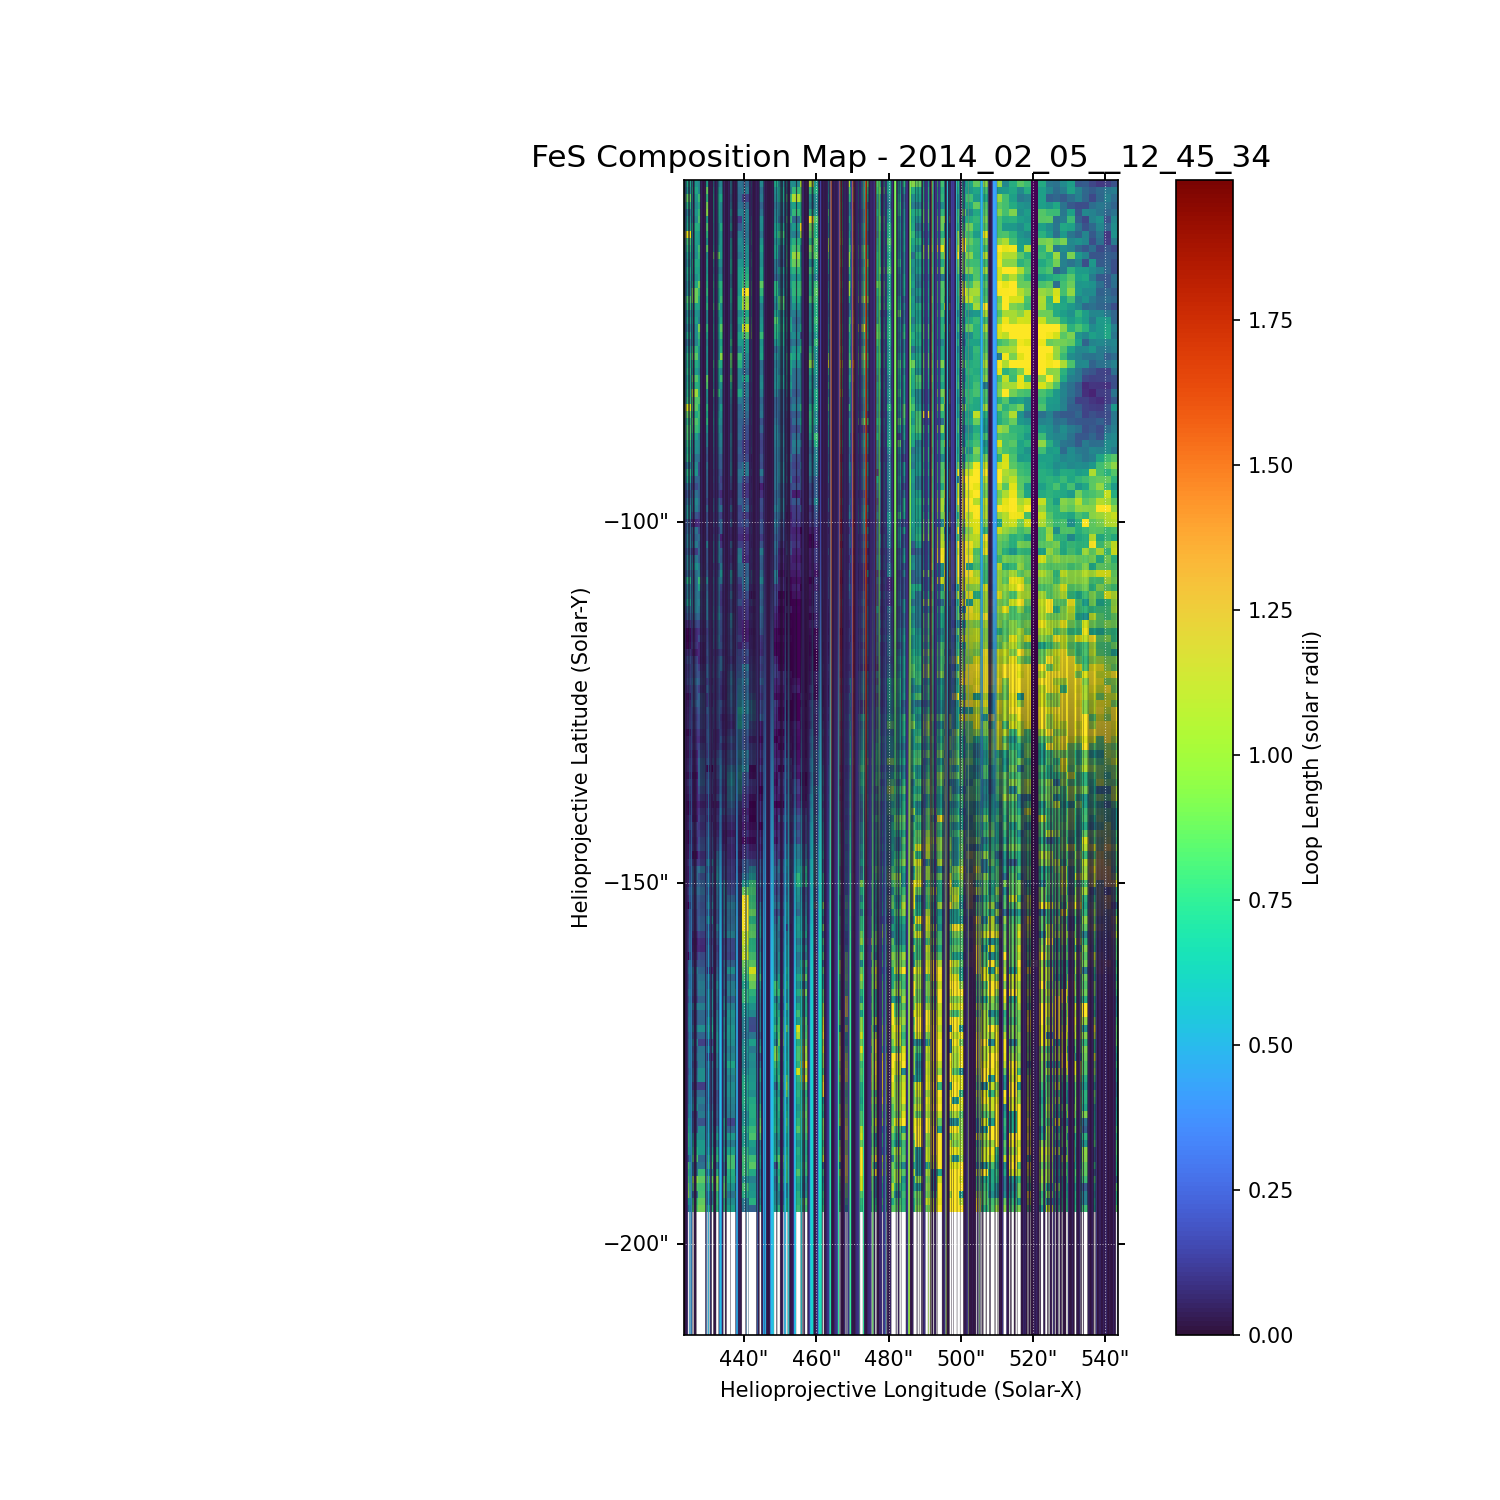 FeS Composition Map - 2014_02_05__12_45_34
Helioprojective Latitude (Solar-Y)
−100"
−150"
−200"
440" 460" 480" 500" 520" 540"
Helioprojective Longitude (Solar-X)
1.75
1.50
1.25
1.00
0.75
0.50
0.25
0.00
Loop Length (solar radii)